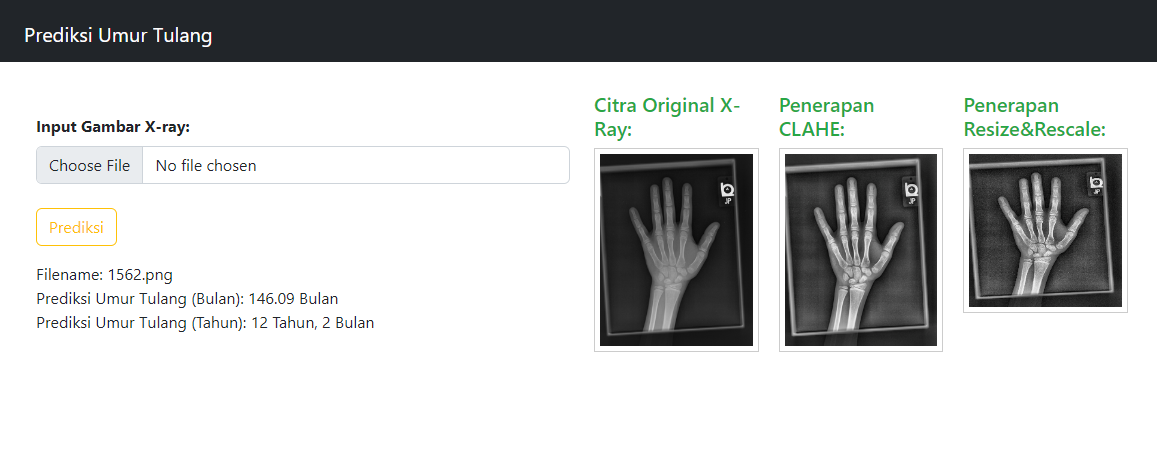 Prediksi Umur Tulang
Input Gambar X-ray:
Choose File No file chosen
Prediksi
Filename: 1562.png
Prediksi Umur Tulang (Bulan): 146.09 Bulan
Prediksi Umur Tulang (Tahun): 12 Tahun, 2 Bulan
Citra Original X-
Ray:
JP
Penerapan
CLAHE:
JP
Penerapan
Resize&Rescale:
JP